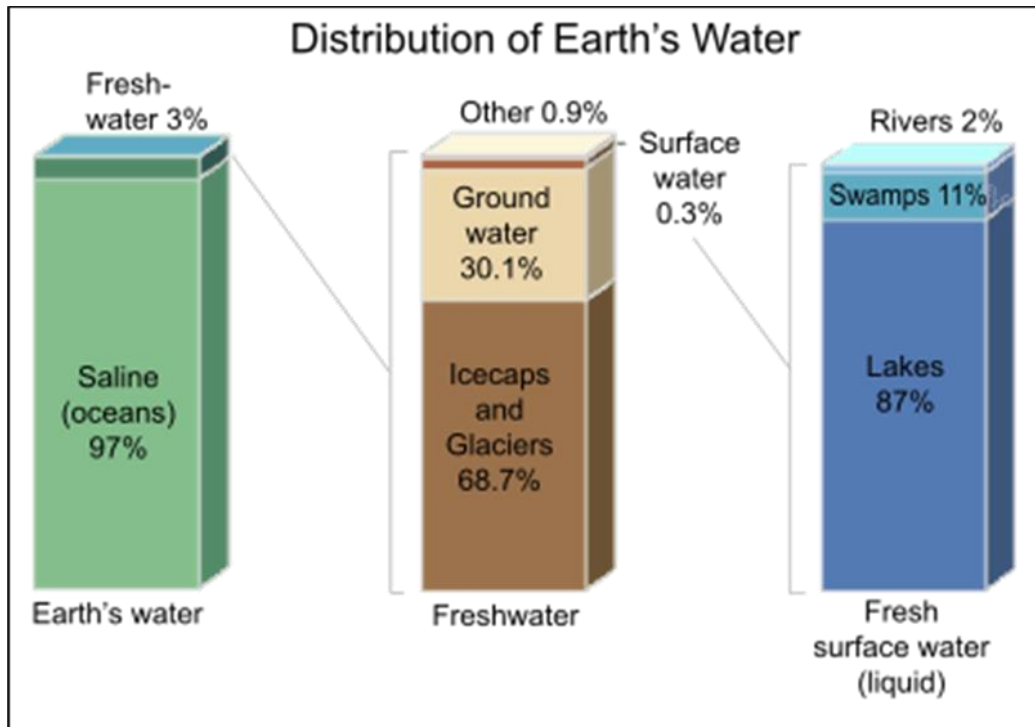 Distribution of Earth's Water
Fresh-
water 3%
Saline
(oceans)
97%
Earth's water
Other 0.9%
Surface
water
0.3%
Ground
water
30.1%
Icecaps
and
Glaciers
68.7%
Freshwater
Rivers 2%
Swamps 11%
Lakes
87%
Fresh
surface water
(liquid)